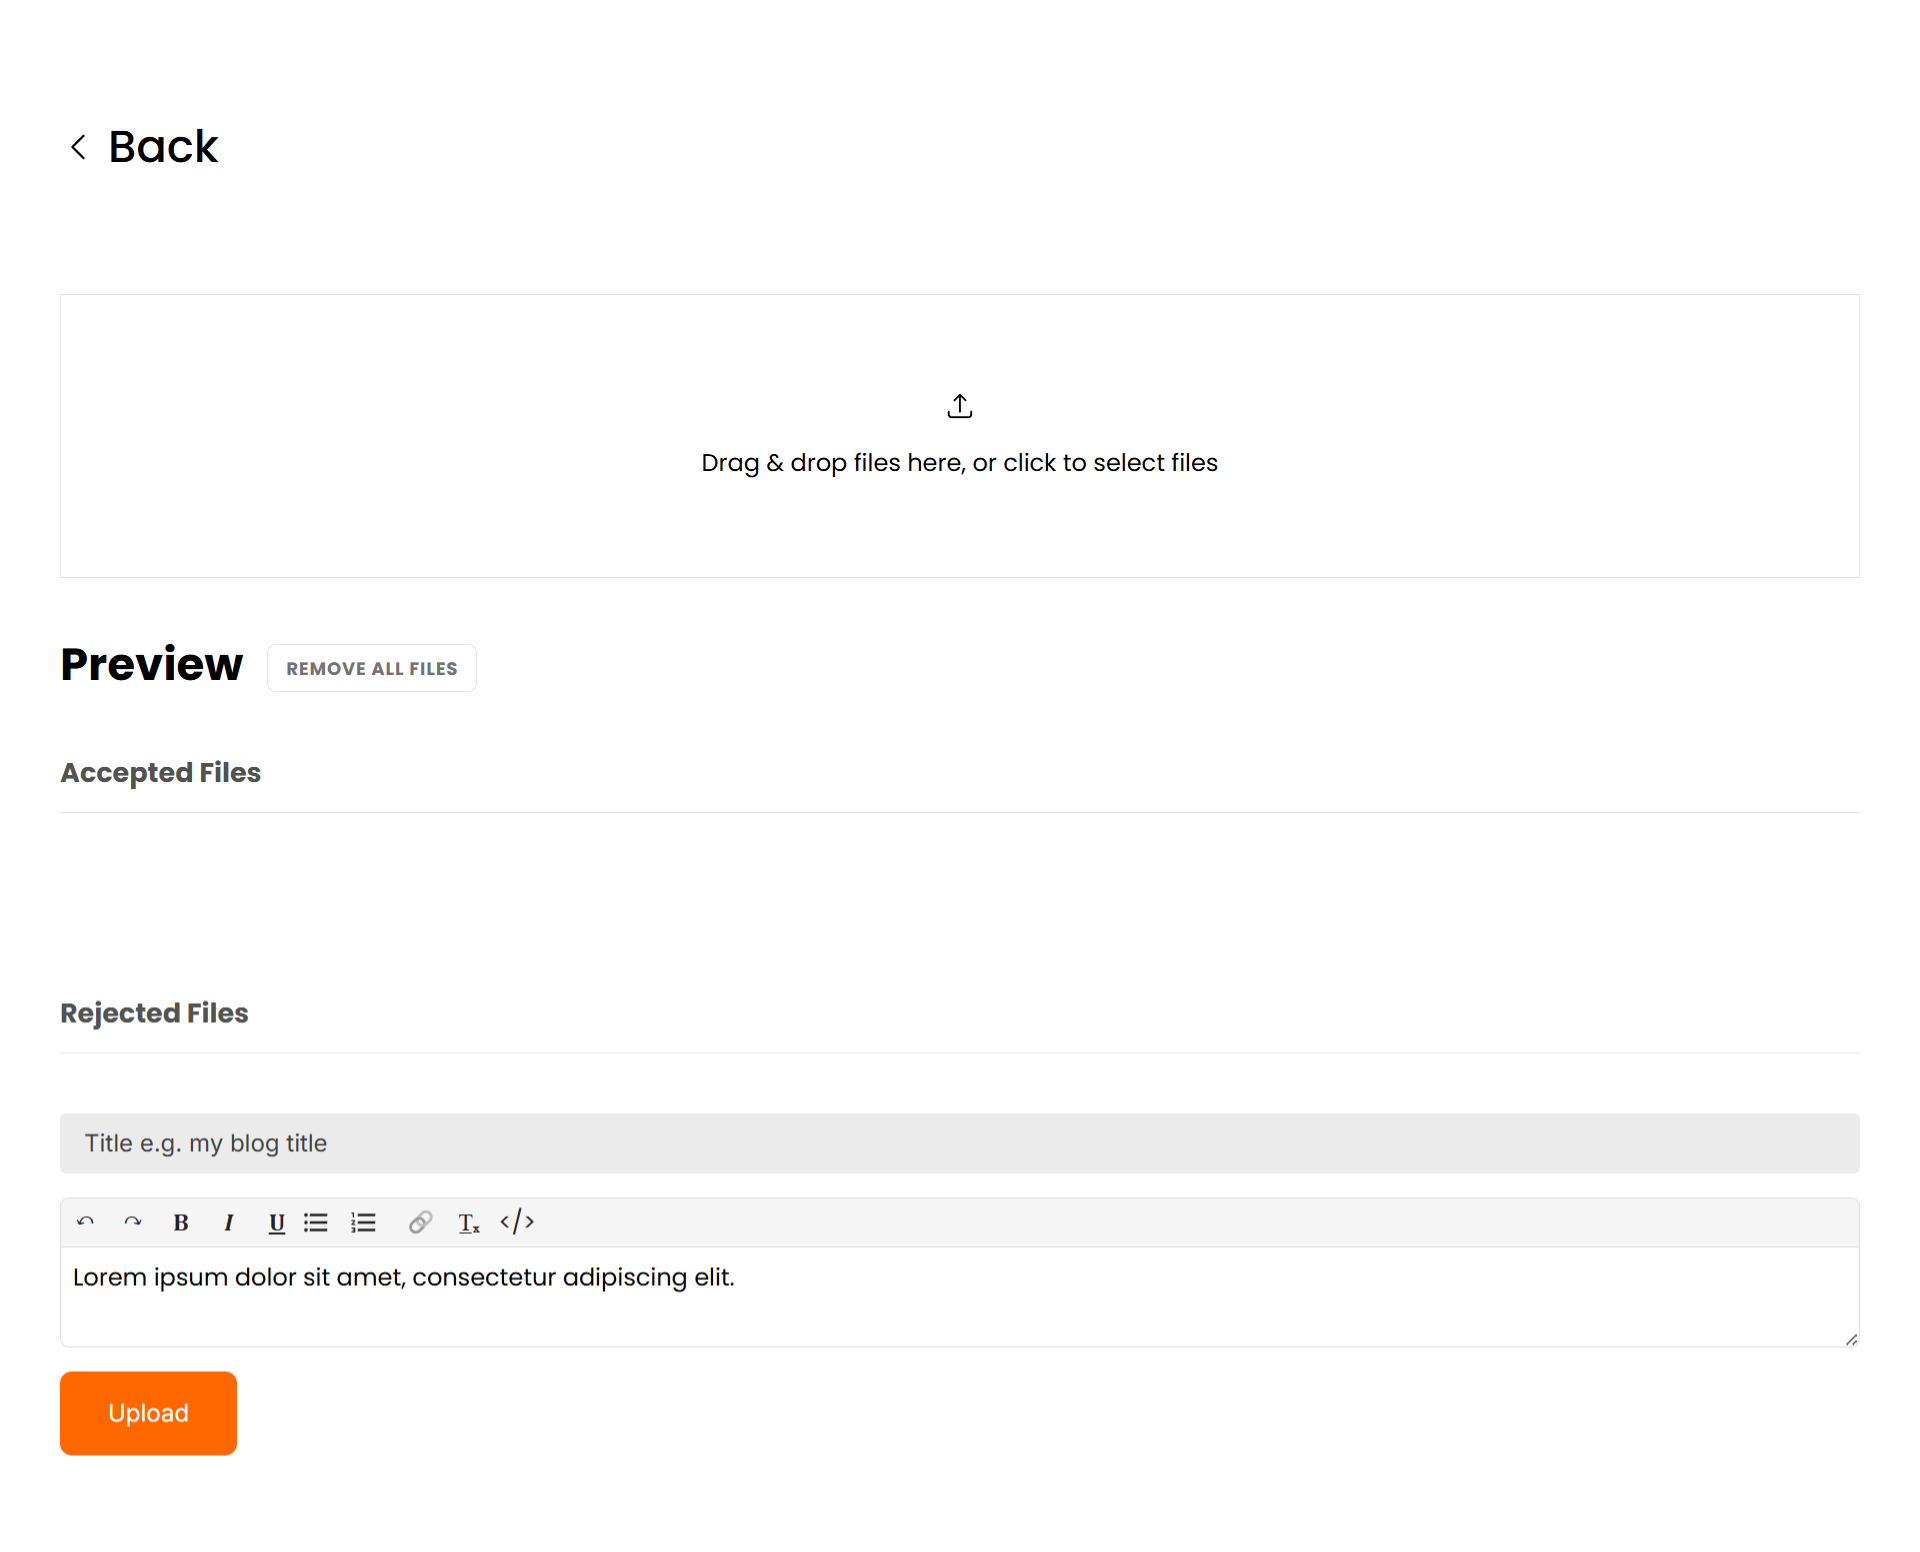 Back
Drag & drop files here, or click to select files
Preview
REMOVE ALL FILES
Accepted Files
Rejected Files
Title e.g. my blog title
B I U Tx </>
Lorem ipsum dolor sit amet, consectetur adipiscing elit.
Upload